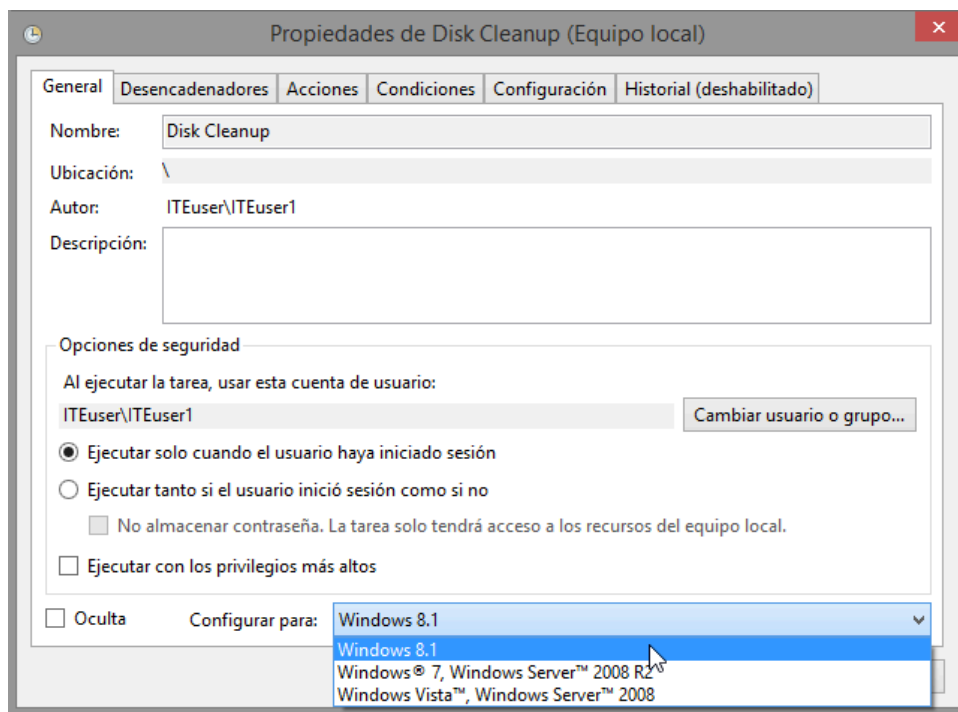 Propiedades de Disk Cleanup (Equipo local)
General Desencadenadores Acciones Condiciones Configuración Historial (deshabilitado)
Nombre: Disk Cleanup
Ubicación: \
Autor: ITEuser\ITEuser1
Descripción:
Opciones de seguridad
Al ejecutar la tarea, usar esta cuenta de usuario:
ITEuser\ITEuser1 Cambiar usuario o grupo...
Ejecutar solo cuando el usuario haya iniciado sesión
Ejecutar tanto si el usuario inició sesión como si no
No almacenar contraseña. La tarea solo tendrá acceso a los recursos del equipo local.
Ejecutar con los privilegios más altos
Oculta Configurar para: Windows 8.1
Windows 8.1
Windows® 7, Windows Server™ 2008 R2
Windows Vista™, Windows Server™ 2008